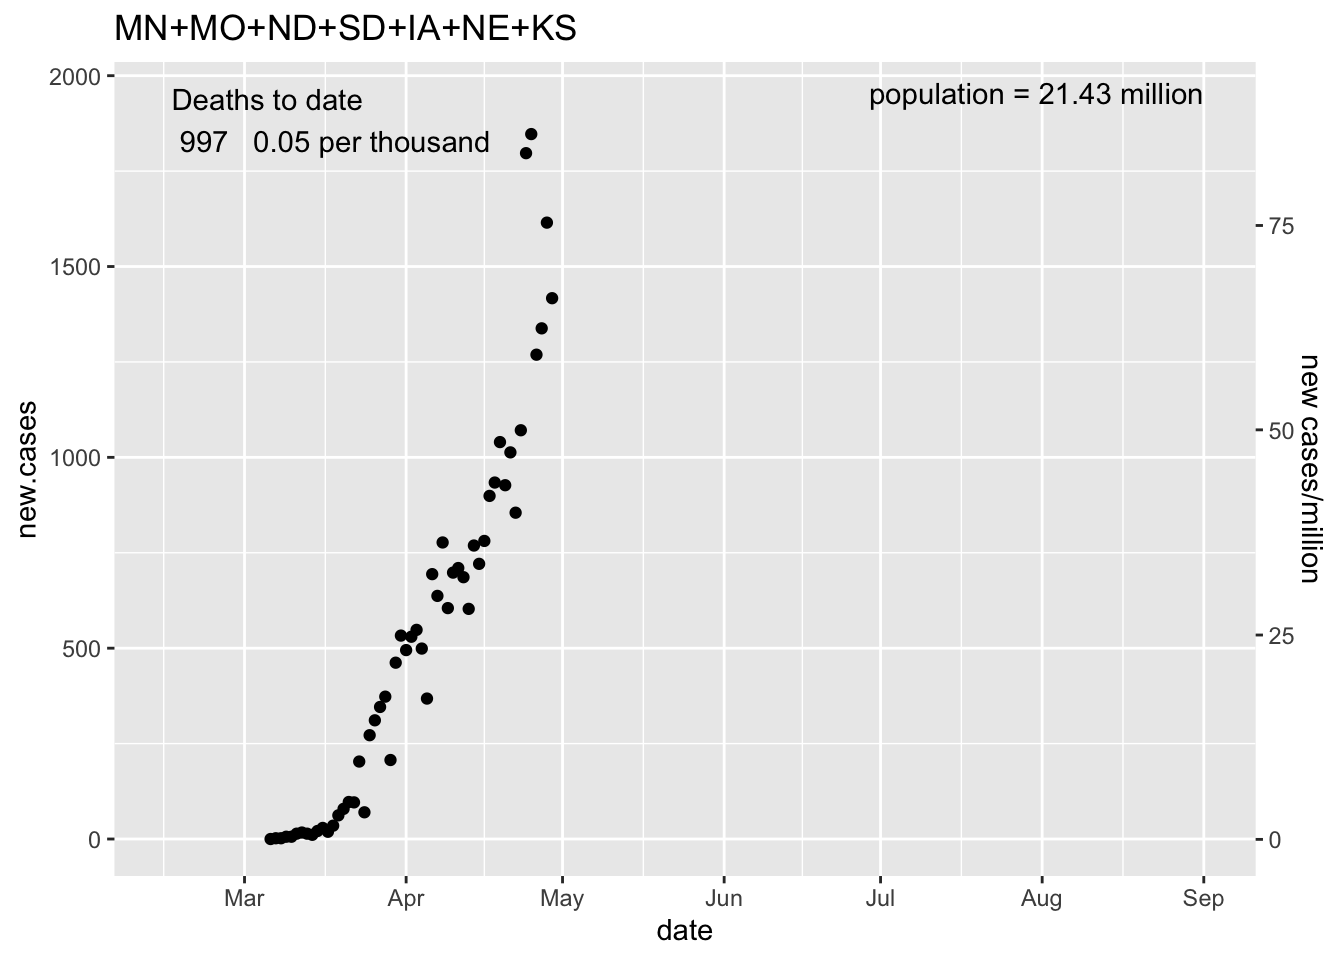 MN+MO+ND+SD+IA+NE+KS
2000
1500
1000
500
0
new.cases
Deaths to date
997 0.05 per thousand
population = 21.43 million
75
50
25
0
new cases/million
Mar Apr May Jun Jul Aug Sep
date